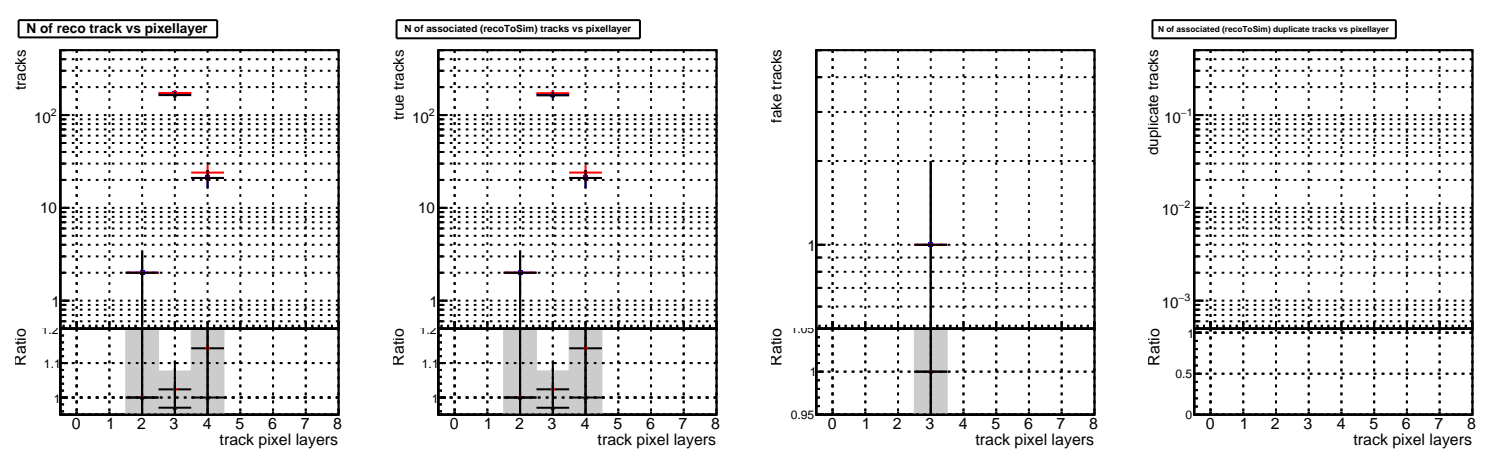 N of reco track vs pixellayer
tracks
10²
10
1
Ratio
1.2
1.1
1
0 1 2 3 4 5 6 7 8
track pixel layers
N of associated (recoToSim) tracks vs pixellayer
true tracks
10²
10
1
Ratio
1.2
1.1
1
0 1 2 3 4 5 6 7 8
track pixel layers
fake tracks
1
Ratio
1.05
1
0.95
0 1 2 3 4 5 6 7 8
track pixel layers
N of associated (recoToSim) duplicate tracks vs pixellayer
duplicate tracks
10⁻¹
10⁻²
10⁻³
Ratio
1
0.5
0
0 1 2 3 4 5 6 7 8
track pixel layers